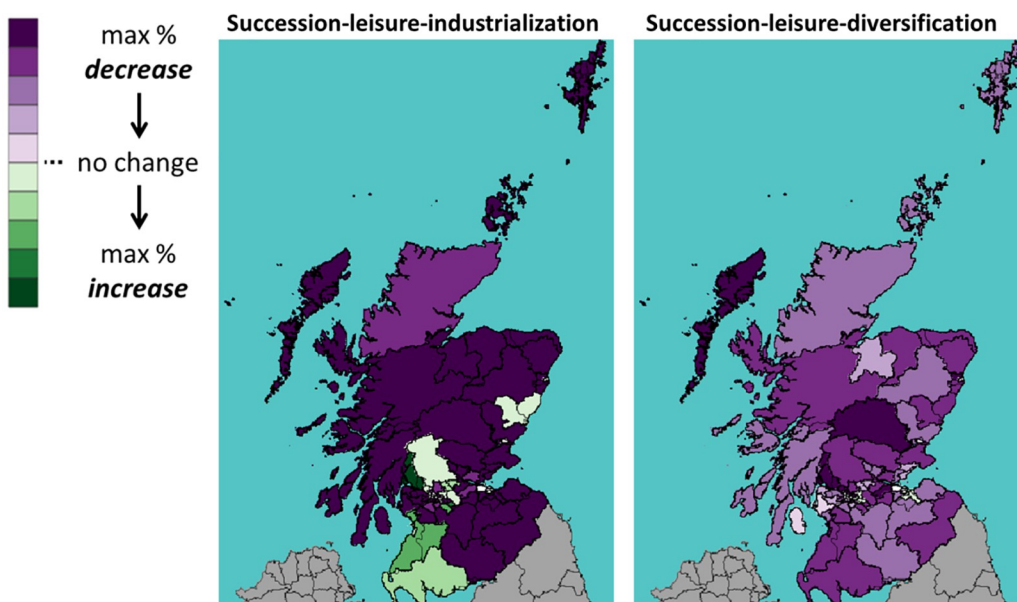 Succession-leisure-industrialization
Succession-leisure-diversification
max %
decrease
no change
max %
increase